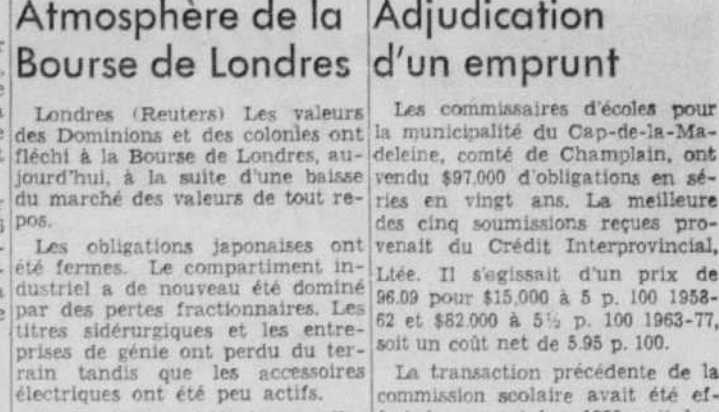 Atmosphère de la
Bourse de Londres
Londres (Reuters) Les valeurs
des Dominions et des colonies ont
fléchi à la Bourse de Londres, au-
jourd'hui, à la suite d'une baisse
du marché des valeurs de tout re-
pos.
Les obligations japonaises ont
été fermes. Le compartiment in-
dustriel a de nouveau été dominé
par des pertes fractionnaires. Les
titres sidérurgiques et les entre-
prises de génie ont perdu du ter-
rain tandis que les accessoires
électriques ont été peu actifs.
Adjudication
d'un emprunt
Les commissaires d'écoles pour
la municipalité du Cap-de-la-Ma-
deleine, comté de Champlain, ont
vendu $97,000 d'obligations en sé-
ries en vingt ans. La meilleure
des cinq soumissions reçues pro-
venait du Crédit Interprovincial,
Ltée. Il s'agissait d'un prix de
96.09 pour $15,000 à 5 p. 100 1958-
62 et $82.000 à 5½ p. 100 1963-77,
soit un coût net de 5.95 p. 100.
La transaction précédente de la
commission scolaire avait été ef-